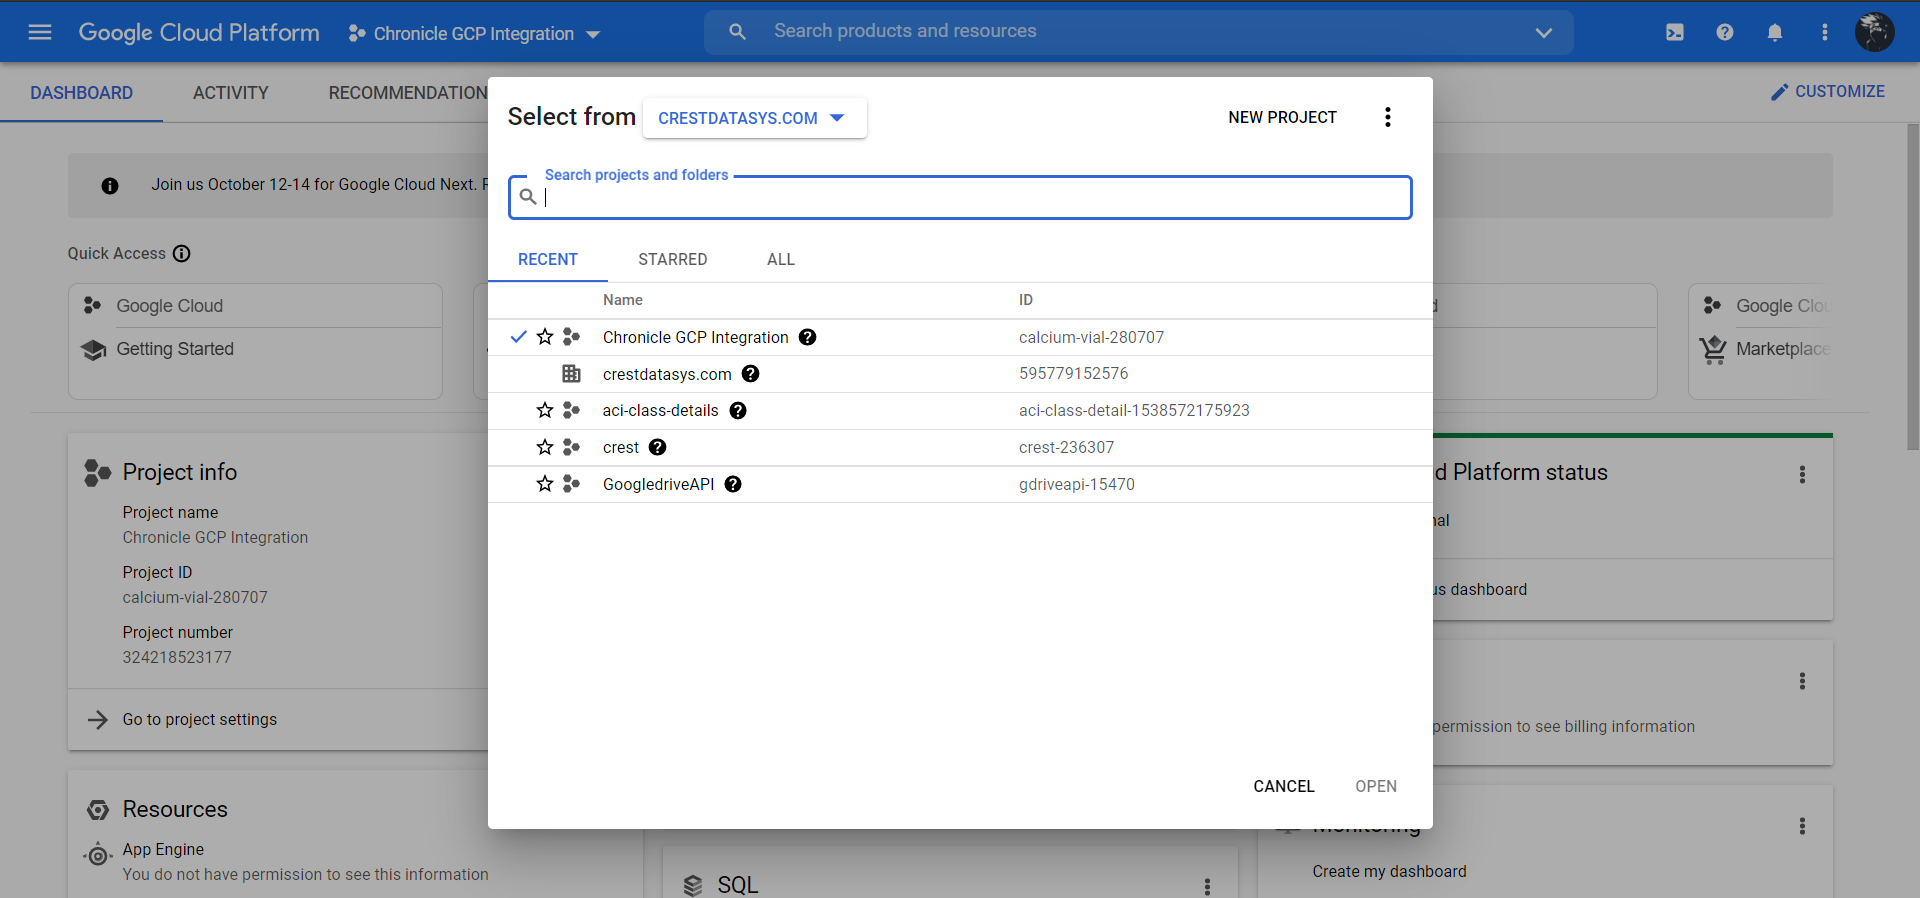 Google Cloud Platform
Chronicle GCP Integration
Search products and resources
DASHBOARD
ACTIVITY
RECOMMENDATION
CUSTOMIZE
Join us October 12-14 for Google Cloud Next.
Quick Access
Google Cloud
Getting Started
Google Clou
Marketplace
Project info
Project name
Chronicle GCP Integration
Project ID
calcium-vial-280707
Project number
324218523177
Go to project settings
Resources
App Engine
You do not have permission to see this information
Select from
CRESTDATASYS.COM
NEW PROJECT
Search projects and folders
RECENT
STARRED
ALL
Name
ID
Chronicle GCP Integration
calcium-vial-280707
crestdatasys.com
595779152576
aci-class-details
aci-class-detail-1538572175923
crest
crest-236307
GoogledriveAPI
gdriveapi-15470
CANCEL
OPEN
SQL
d Platform status
nal
us dashboard
permission to see billing information
Monitoring
Create my dashboard